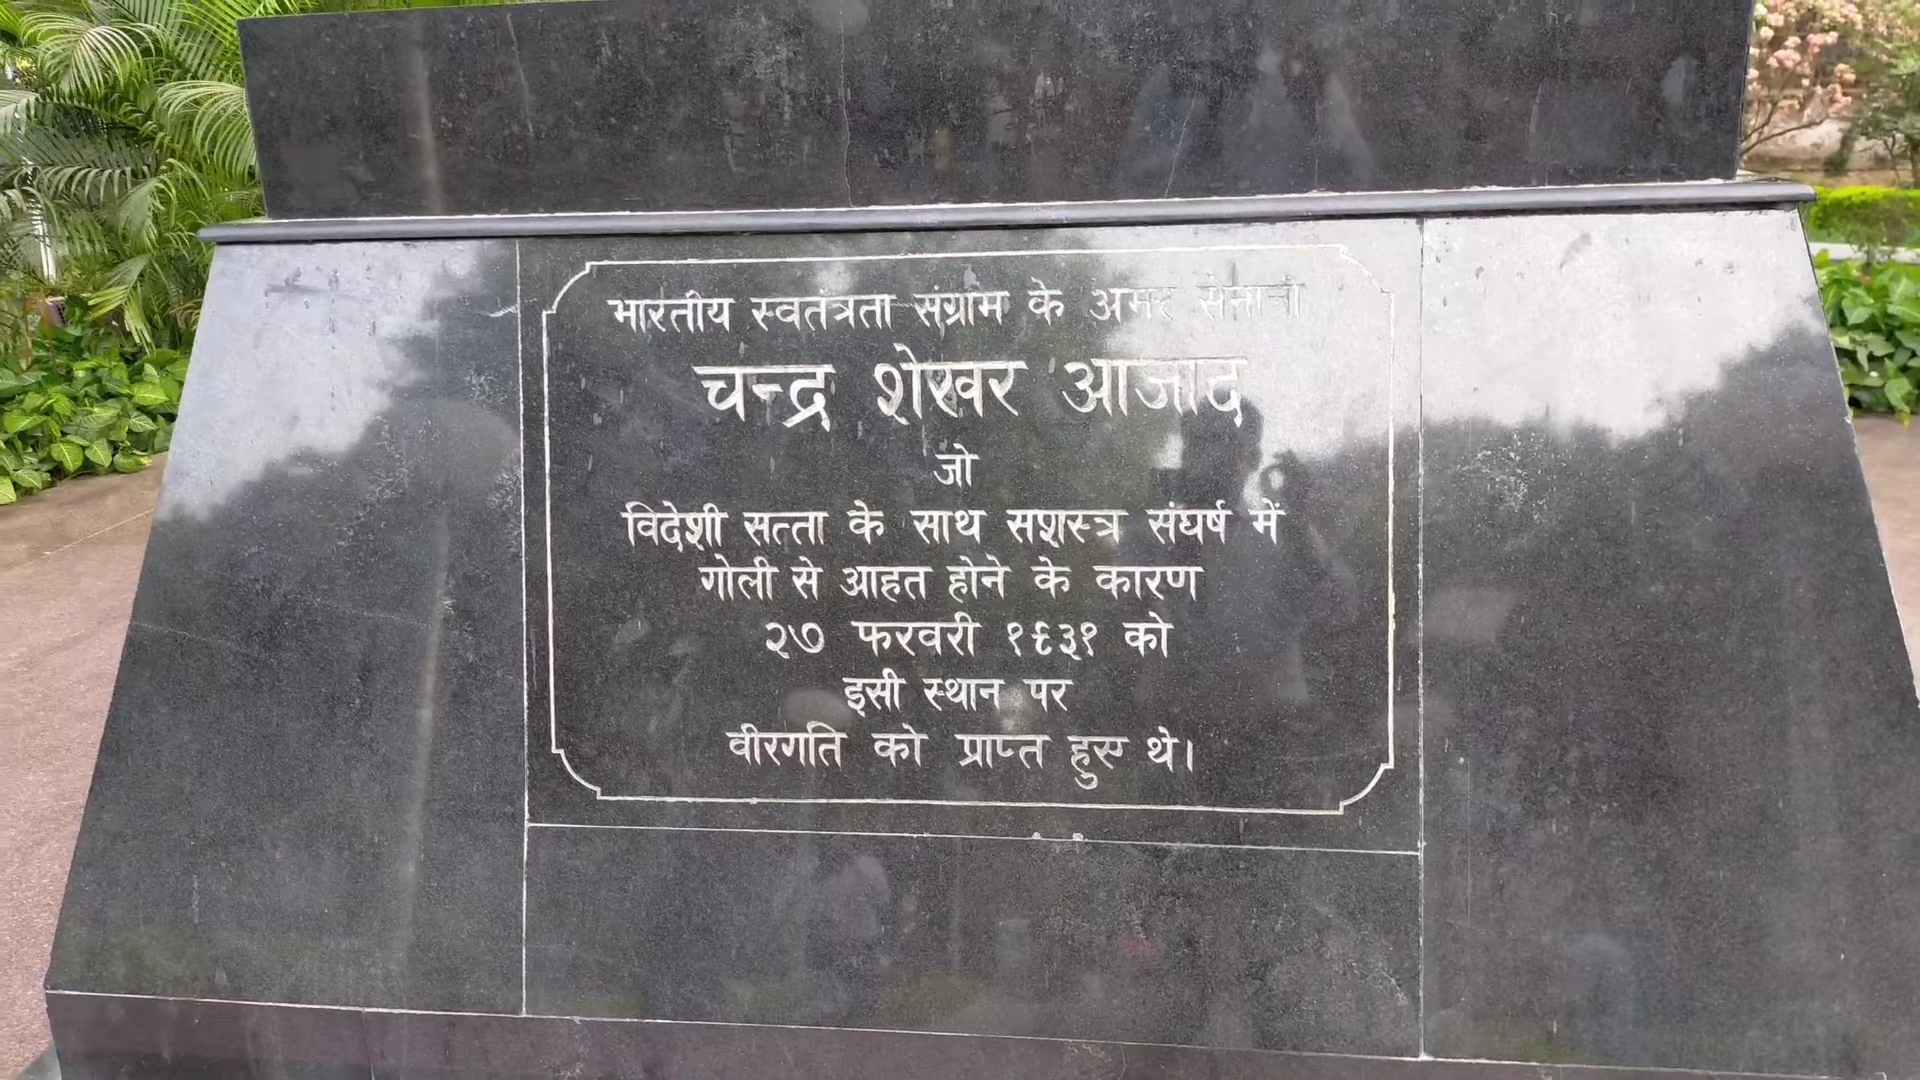 भारतीय स्वतंत्रता संग्राम के अमर सेनानी
चन्द्र शेखर आजाद
जो
विदेशी सत्ता के साथ सशस्त्र संघर्ष में
गोली से आहत होने के कारण
२७ फरवरी १९३१ को
इसी स्थान पर
वीरगति को प्राप्त हुए थे।